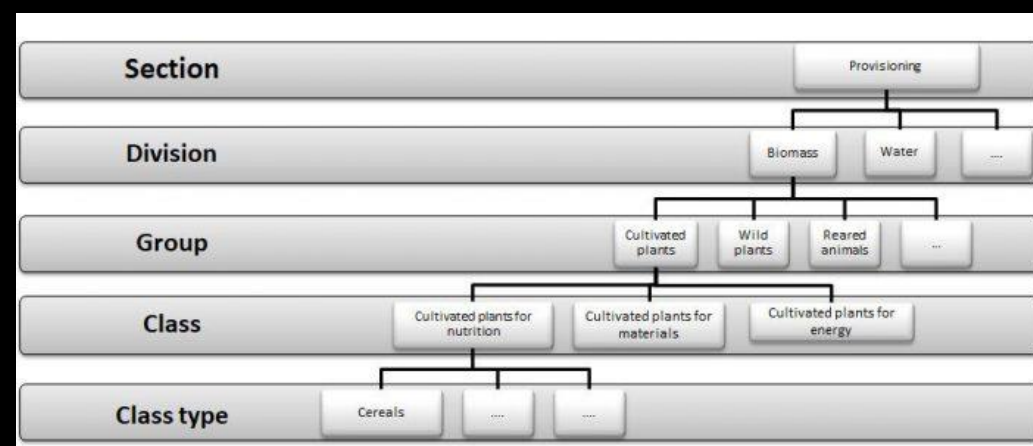 Section
Provisioning
Division
Biomass
Water
....
Group
Cultivated
plants
Wild
plants
Reared
animals
...
Class
Cultivated plants for
nutrition
Cultivated plants for
materials
Cultivated plants for
energy
Class type
Cereals
....
....